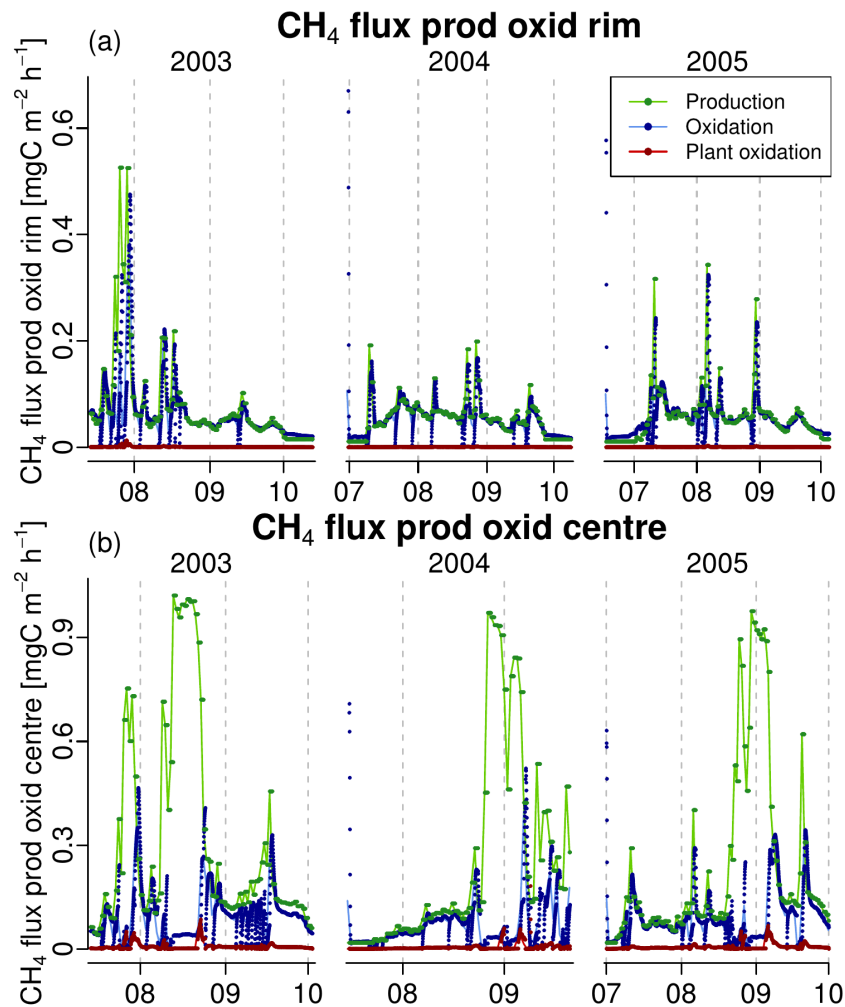 CH₄ flux prod oxid rim
(a)
2003 2004 2005
CH₄ flux prod oxid rim [mgC m⁻² h⁻¹]
0 0.2 0.4 0.6
Production
Oxidation
Plant oxidation
08 09 10 07 08 09 10 07 08 09 10
CH₄ flux prod oxid centre
(b)
2003 2004 2005
CH₄ flux prod oxid centre [mgC m⁻² h⁻¹]
0 0.3 0.6 0.9
08 09 10 08 09 07 08 09 10